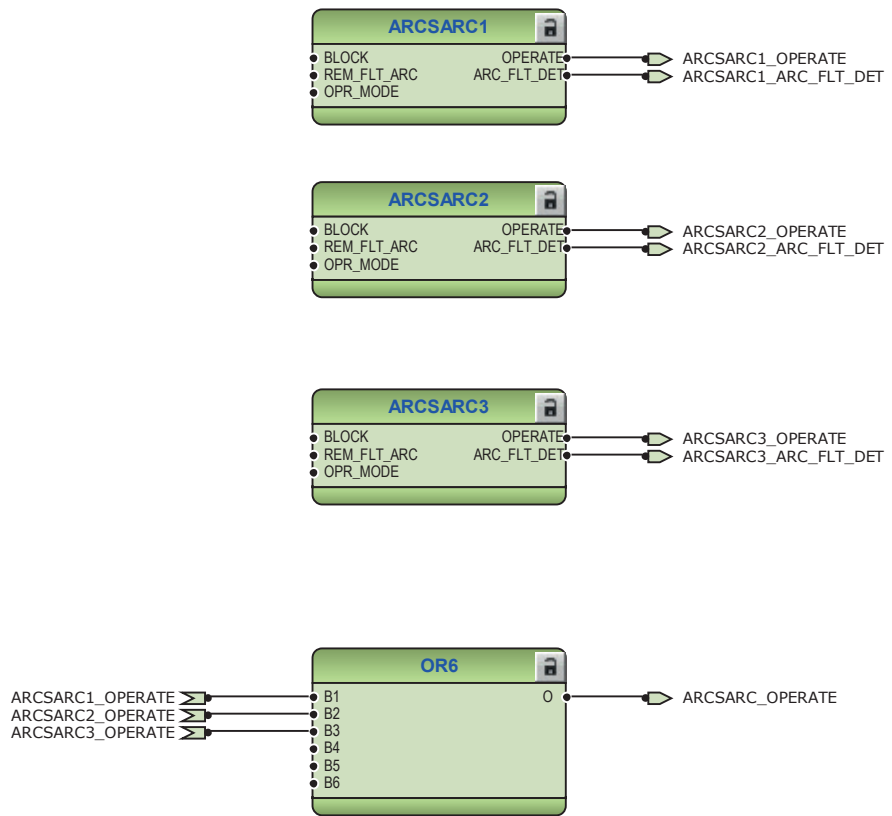 ARCSARC1
BLOCK OPERATE ARCSARC1_OPERATE
REM_FLT_ARC ARC_FLT_DET ARCSARC1_ARC_FLT_DET
OPR_MODE
ARCSARC2
BLOCK OPERATE ARCSARC2_OPERATE
REM_FLT_ARC ARC_FLT_DET ARCSARC2_ARC_FLT_DET
OPR_MODE
ARCSARC3
BLOCK OPERATE ARCSARC3_OPERATE
REM_FLT_ARC ARC_FLT_DET ARCSARC3_ARC_FLT_DET
OPR_MODE
OR6
ARCSARC1_OPERATE B1 O ARCSARC_OPERATE
ARCSARC2_OPERATE B2
ARCSARC3_OPERATE B3
B4
B5
B6